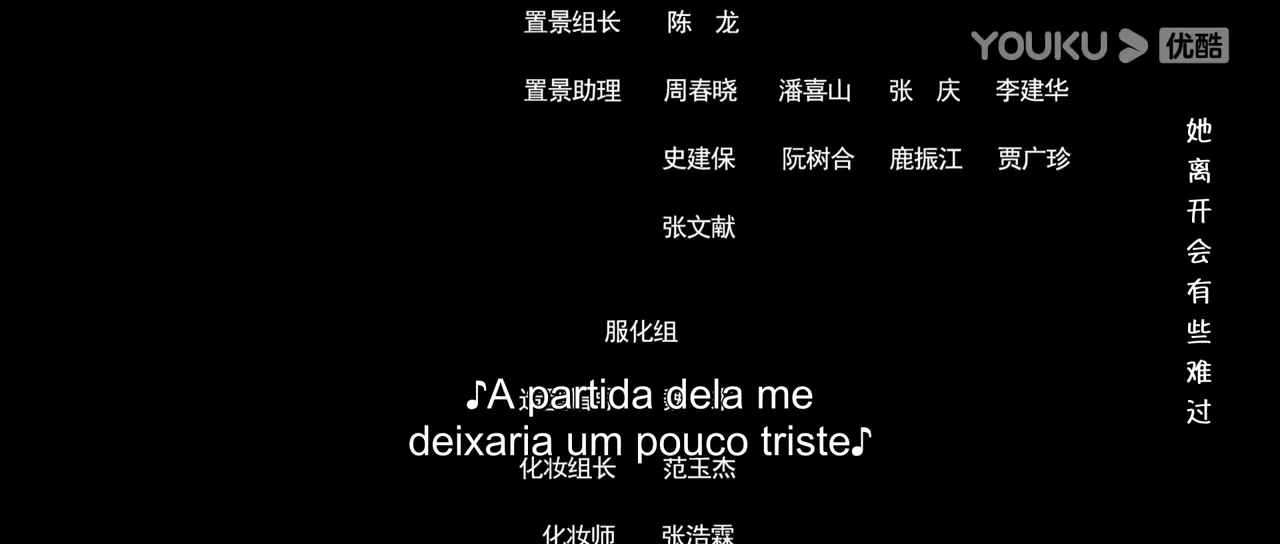 置景组长 陈 龙
YOUKU 优酷
置景助理 周春晓 潘喜山 张 庆 李建华
史建保 阮树合 鹿振江 贾广珍
张文献
她离开会有些难过
服化组
♪A partida dela me
deixaria um pouco triste♪
化妆组长 范玉杰
化妆师 张浩霖